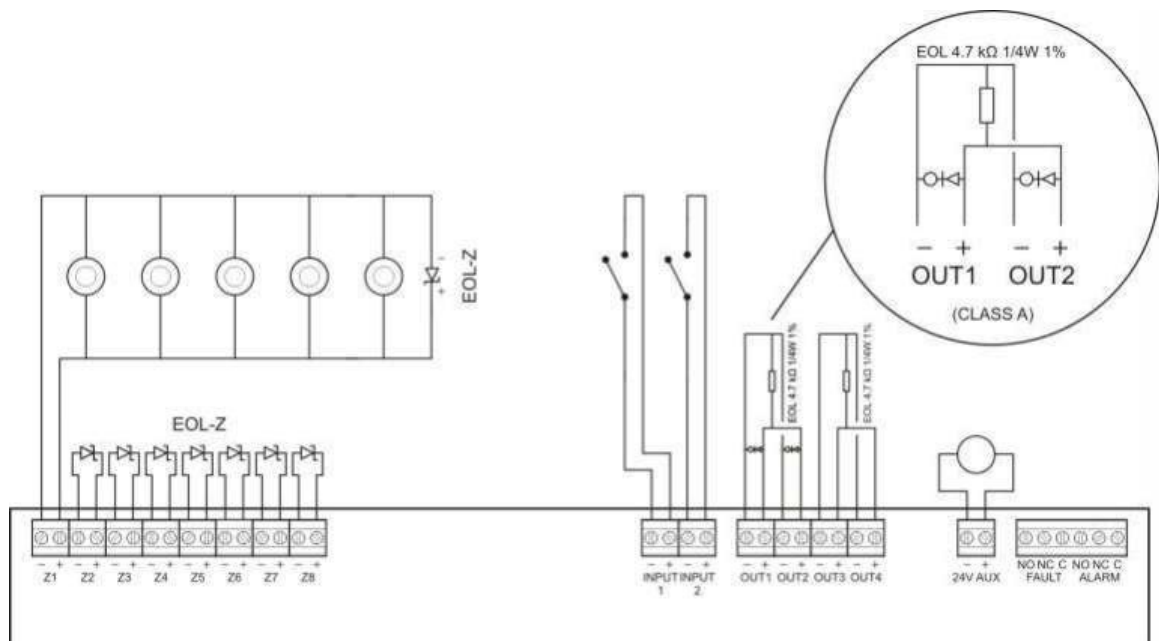 EOL 4.7 kΩ 1/4W 1%
− + − +
OUT1 OUT2
(CLASS A)
-
+
EOL-Z
EOL-Z
EOL 4.7 kΩ 1/4W 1%
EOL 4.7 kΩ 1/4W 1%
− + − + − + − + − + − + − + − +
Z1 Z2 Z3 Z4 Z5 Z6 Z7 Z8
− + − +
INPUT 1
INPUT 2
− + − + − + − +
OUT1 OUT2 OUT3 OUT4
− +
24V AUX
NO NC C NO NC C
FAULT ALARM